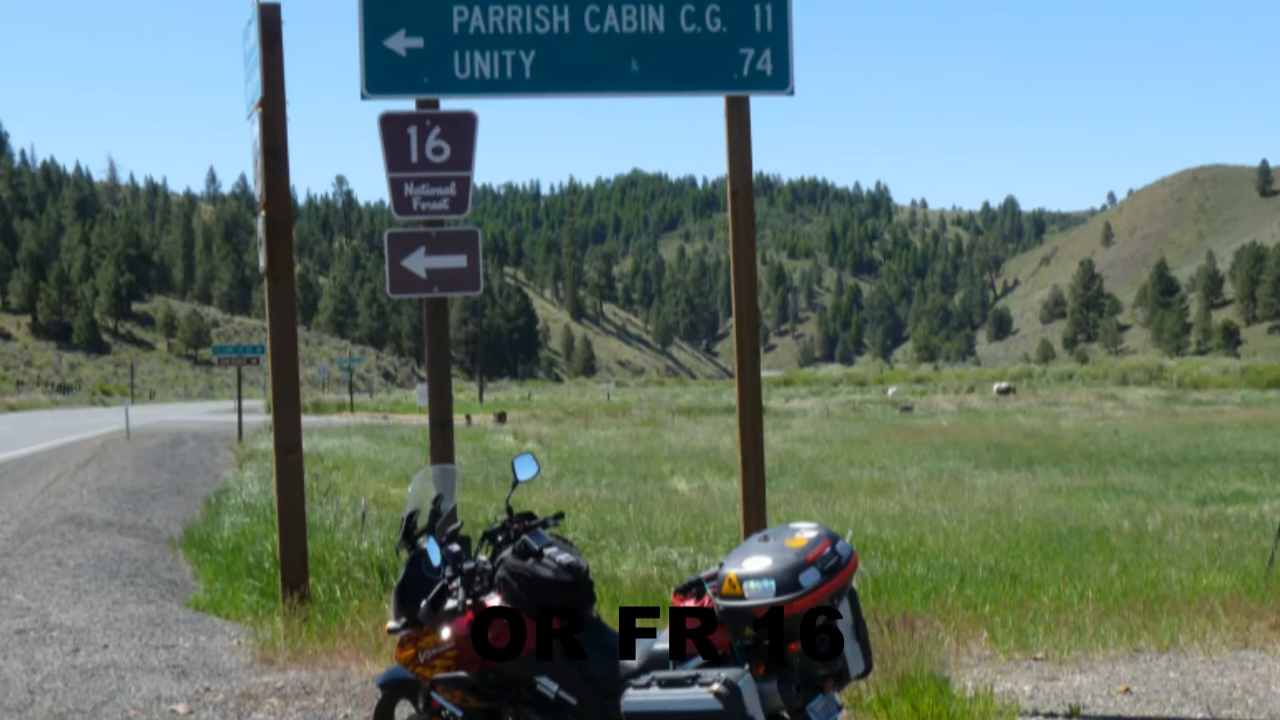 PARRISH CABIN C.G. 11
UNITY 74
16
National
Forest
OR FR 16